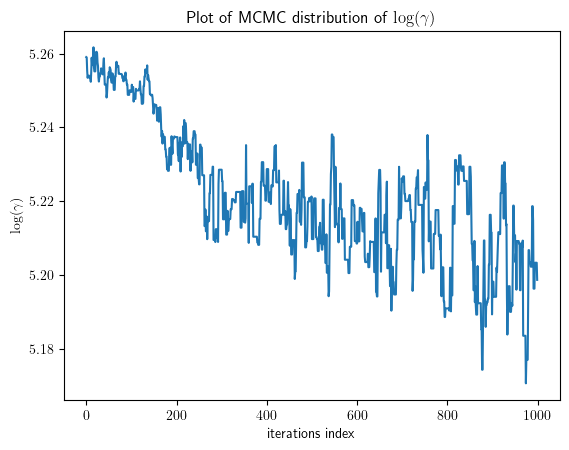 Plot of MCMC distribution of log(γ)
log(γ)
5.26
5.24
5.22
5.20
5.18
0 200 400 600 800 1000
iterations index